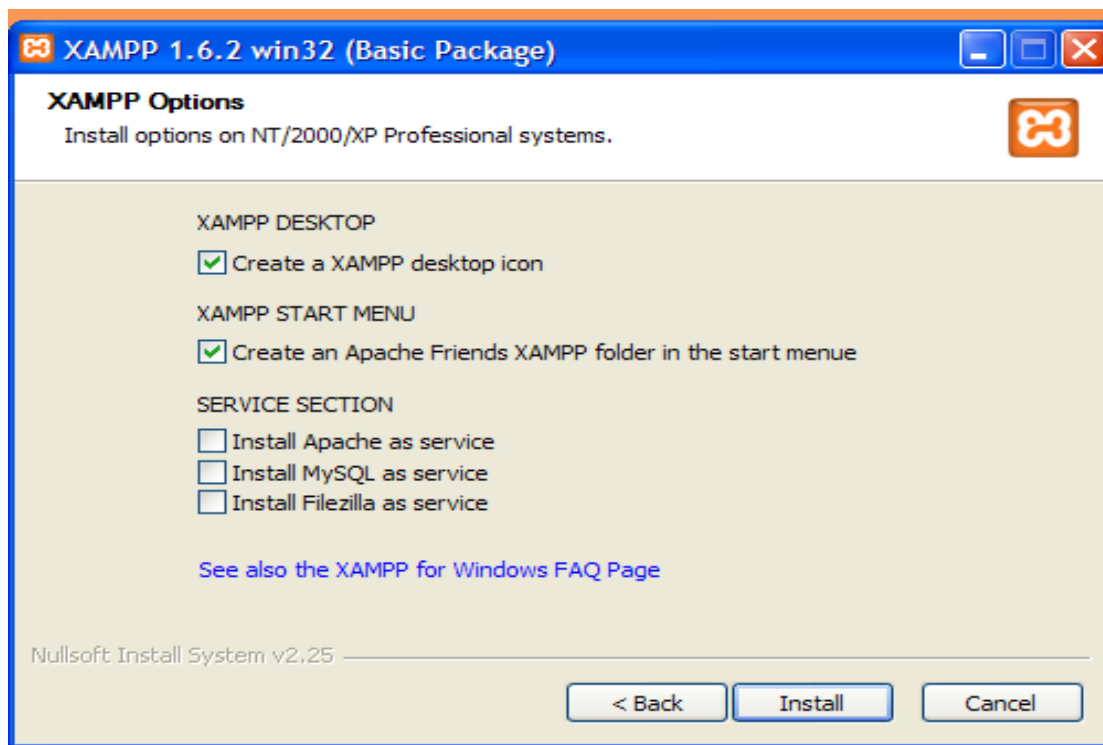 XAMPP 1.6.2 win32 (Basic Package)
XAMPP Options
Install options on NT/2000/XP Professional systems.
XAMPP DESKTOP
Create a XAMPP desktop icon
XAMPP START MENU
Create an Apache Friends XAMPP folder in the start menue
SERVICE SECTION
Install Apache as service
Install MySQL as service
Install Filezilla as service
See also the XAMPP for Windows FAQ Page
Nullsoft Install System v2.25
< Back Install Cancel